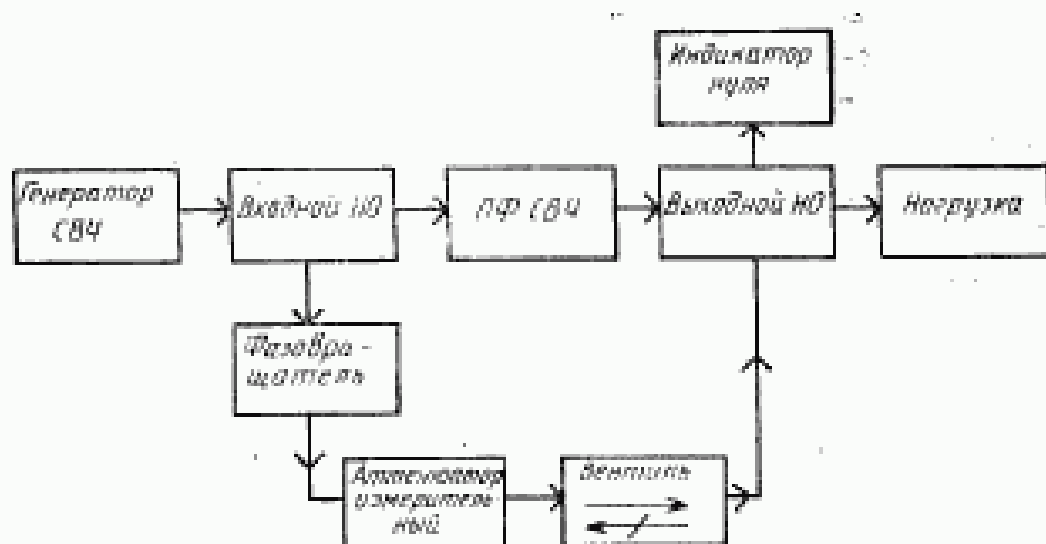 Индикатор
нуля
Генератор
СВЧ
Входной НО
ПФ СВЧ
Выходной НО
Нагрузка
Фазовра-
щатель
Аттенюатор
измеритель-
ный
Вентиль